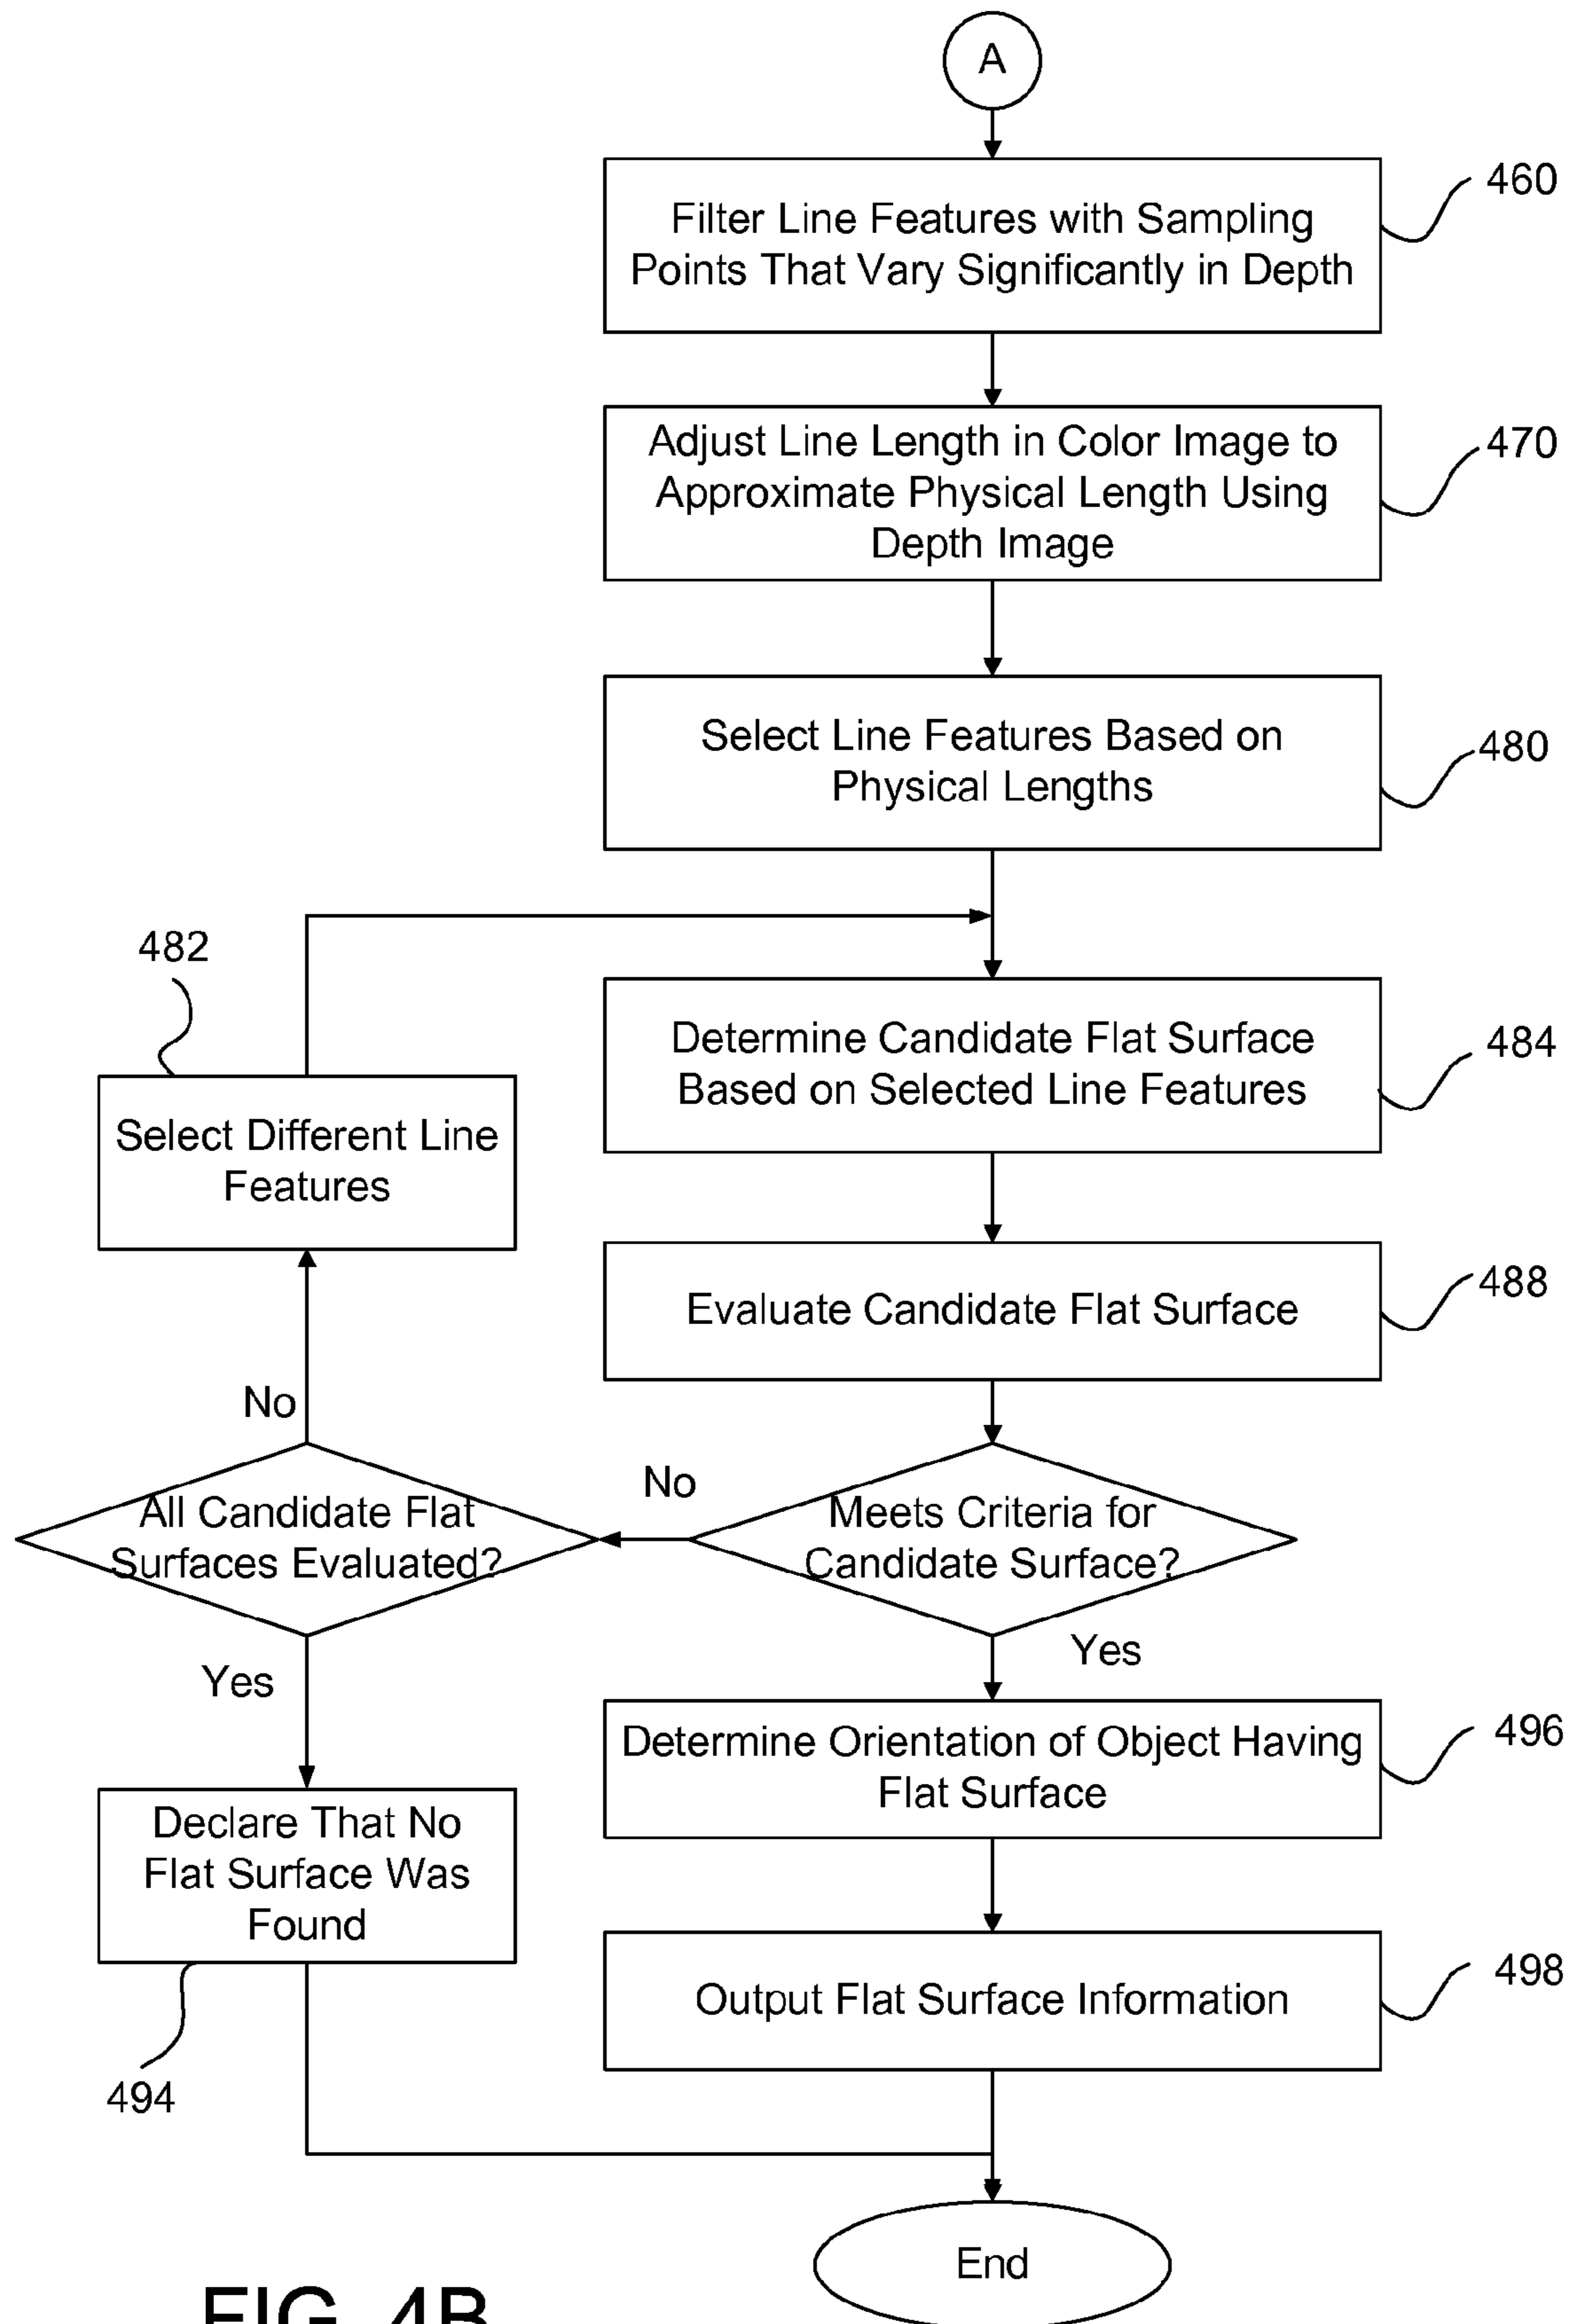 A
Filter Line Features with Sampling
Points That Vary Significantly in Depth
460
Adjust Line Length in Color Image to
Approximate Physical Length Using
Depth Image
470
Select Line Features Based on
Physical Lengths
480
482
Select Different Line
Features
Determine Candidate Flat Surface
Based on Selected Line Features
484
Evaluate Candidate Flat Surface
488
No
No
All Candidate Flat
Surfaces Evaluated?
Meets Criteria for
Candidate Surface?
Yes
Yes
Determine Orientation of Object Having
Flat Surface
496
Declare That No
Flat Surface Was
Found
494
Output Flat Surface Information
498
End
FIG. 4B